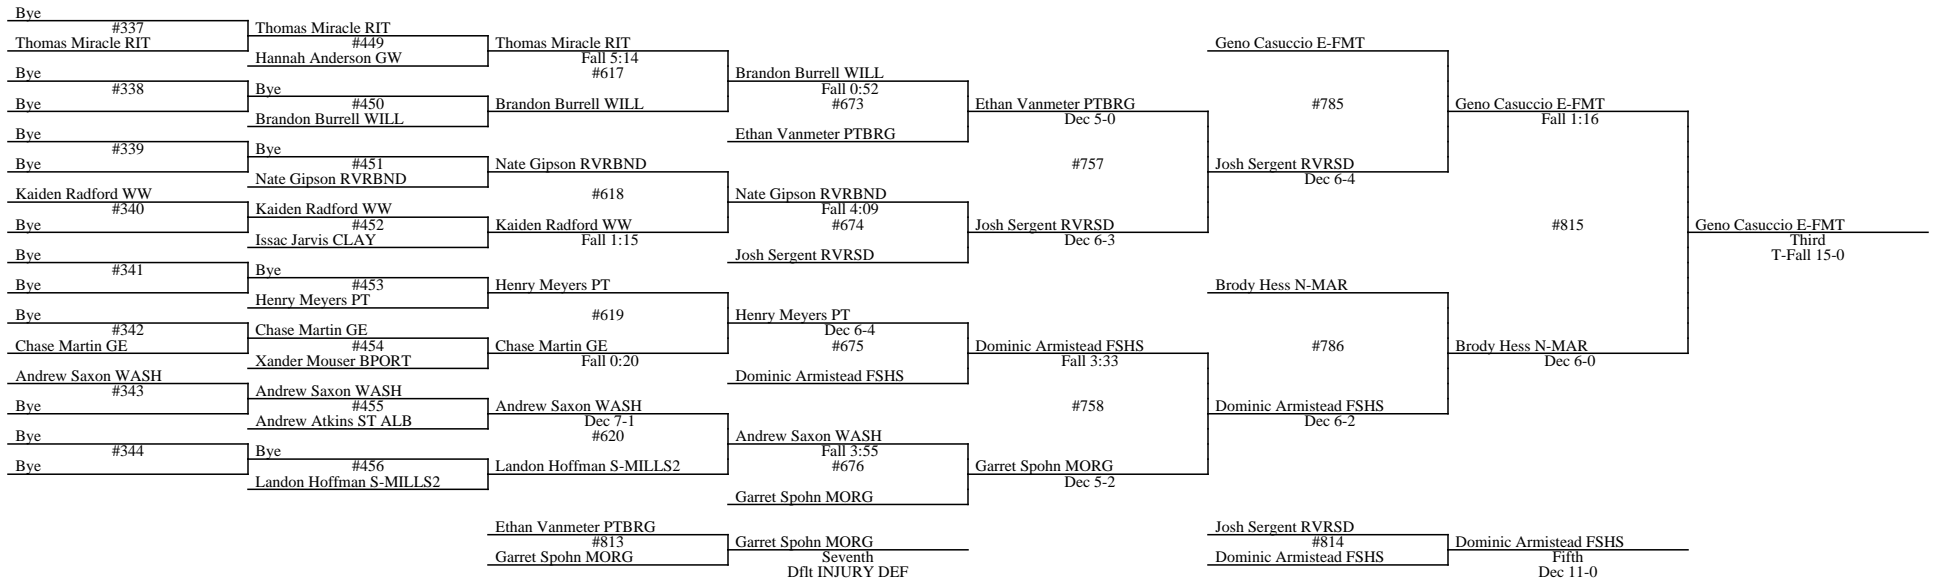 Bye
#337
Thomas Miracle RIT
Bye
#338
Bye
Bye
#339
Bye
Kaiden Radford WW
#340
Bye
Bye
#341
Bye
Bye
#342
Chase Martin GE
Andrew Saxon WASH
#343
Bye
Bye
#344
Bye
Thomas Miracle RIT
#449
Hannah Anderson GW
Bye
#450
Brandon Burrell WILL
Bye
#451
Nate Gipson RVRBND
Kaiden Radford WW
#452
Issac Jarvis CLAY
Bye
#453
Henry Meyers PT
Chase Martin GE
#454
Xander Mouser BPORT
Andrew Saxon WASH
#455
Andrew Atkins ST ALB
Bye
#456
Landon Hoffman S-MILLS2
Thomas Miracle RIT
Fall 5:14
#617
Brandon Burrell WILL
Nate Gipson RVRBND
#618
Kaiden Radford WW
Fall 1:15
Henry Meyers PT
#619
Chase Martin GE
Fall 0:20
Andrew Saxon WASH
Dec 7-1
#620
Landon Hoffman S-MILLS2
Brandon Burrell WILL
Fall 0:52
#673
Ethan Vanmeter PTBRG
Nate Gipson RVRBND
Fall 4:09
#674
Josh Sergent RVRSD
Henry Meyers PT
Dec 6-4
#675
Dominic Armistead FSHS
Andrew Saxon WASH
Fall 3:55
#676
Garret Spohn MORG
Ethan Vanmeter PTBRG
Dec 5-0
#757
Josh Sergent RVRSD
Dec 6-3
Dominic Armistead FSHS
Fall 3:33
#758
Garret Spohn MORG
Dec 5-2
Geno Casuccio E-FMT
#785
Josh Sergent RVRSD
Dec 6-4
Brody Hess N-MAR
#786
Dominic Armistead FSHS
Dec 6-2
Geno Casuccio E-FMT
Fall 1:16
#815
Brody Hess N-MAR
Dec 6-0
Geno Casuccio E-FMT
Third
T-Fall 15-0
Ethan Vanmeter PTBRG
#813
Garret Spohn MORG
Garret Spohn MORG
Seventh
Dflt INJURY DEF
Josh Sergent RVRSD
#814
Dominic Armistead FSHS
Dominic Armistead FSHS
Fifth
Dec 11-0